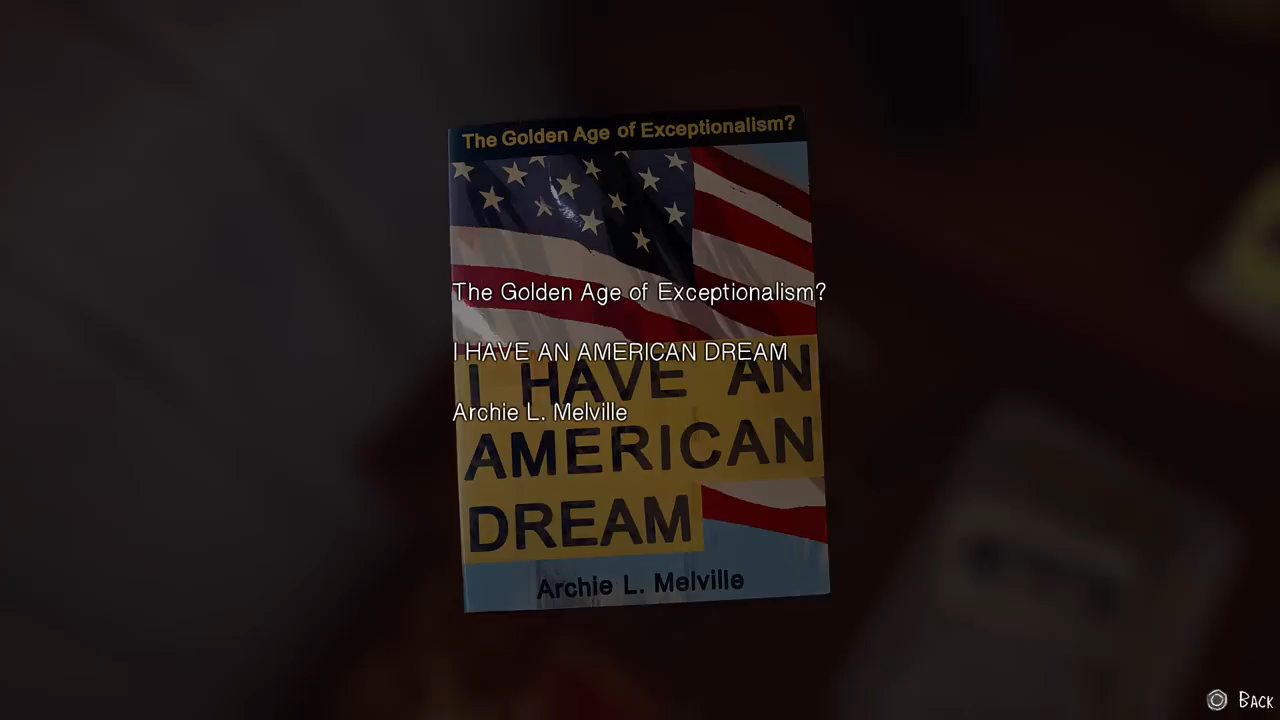 The Golden Age of Exceptionalism?
The Golden Age of Exceptionalism?
I HAVE AN AMERICAN DREAM
I HAVE AN
Archie L. Melville
AMERICAN
DREAM
Archie L. Melville
BACK